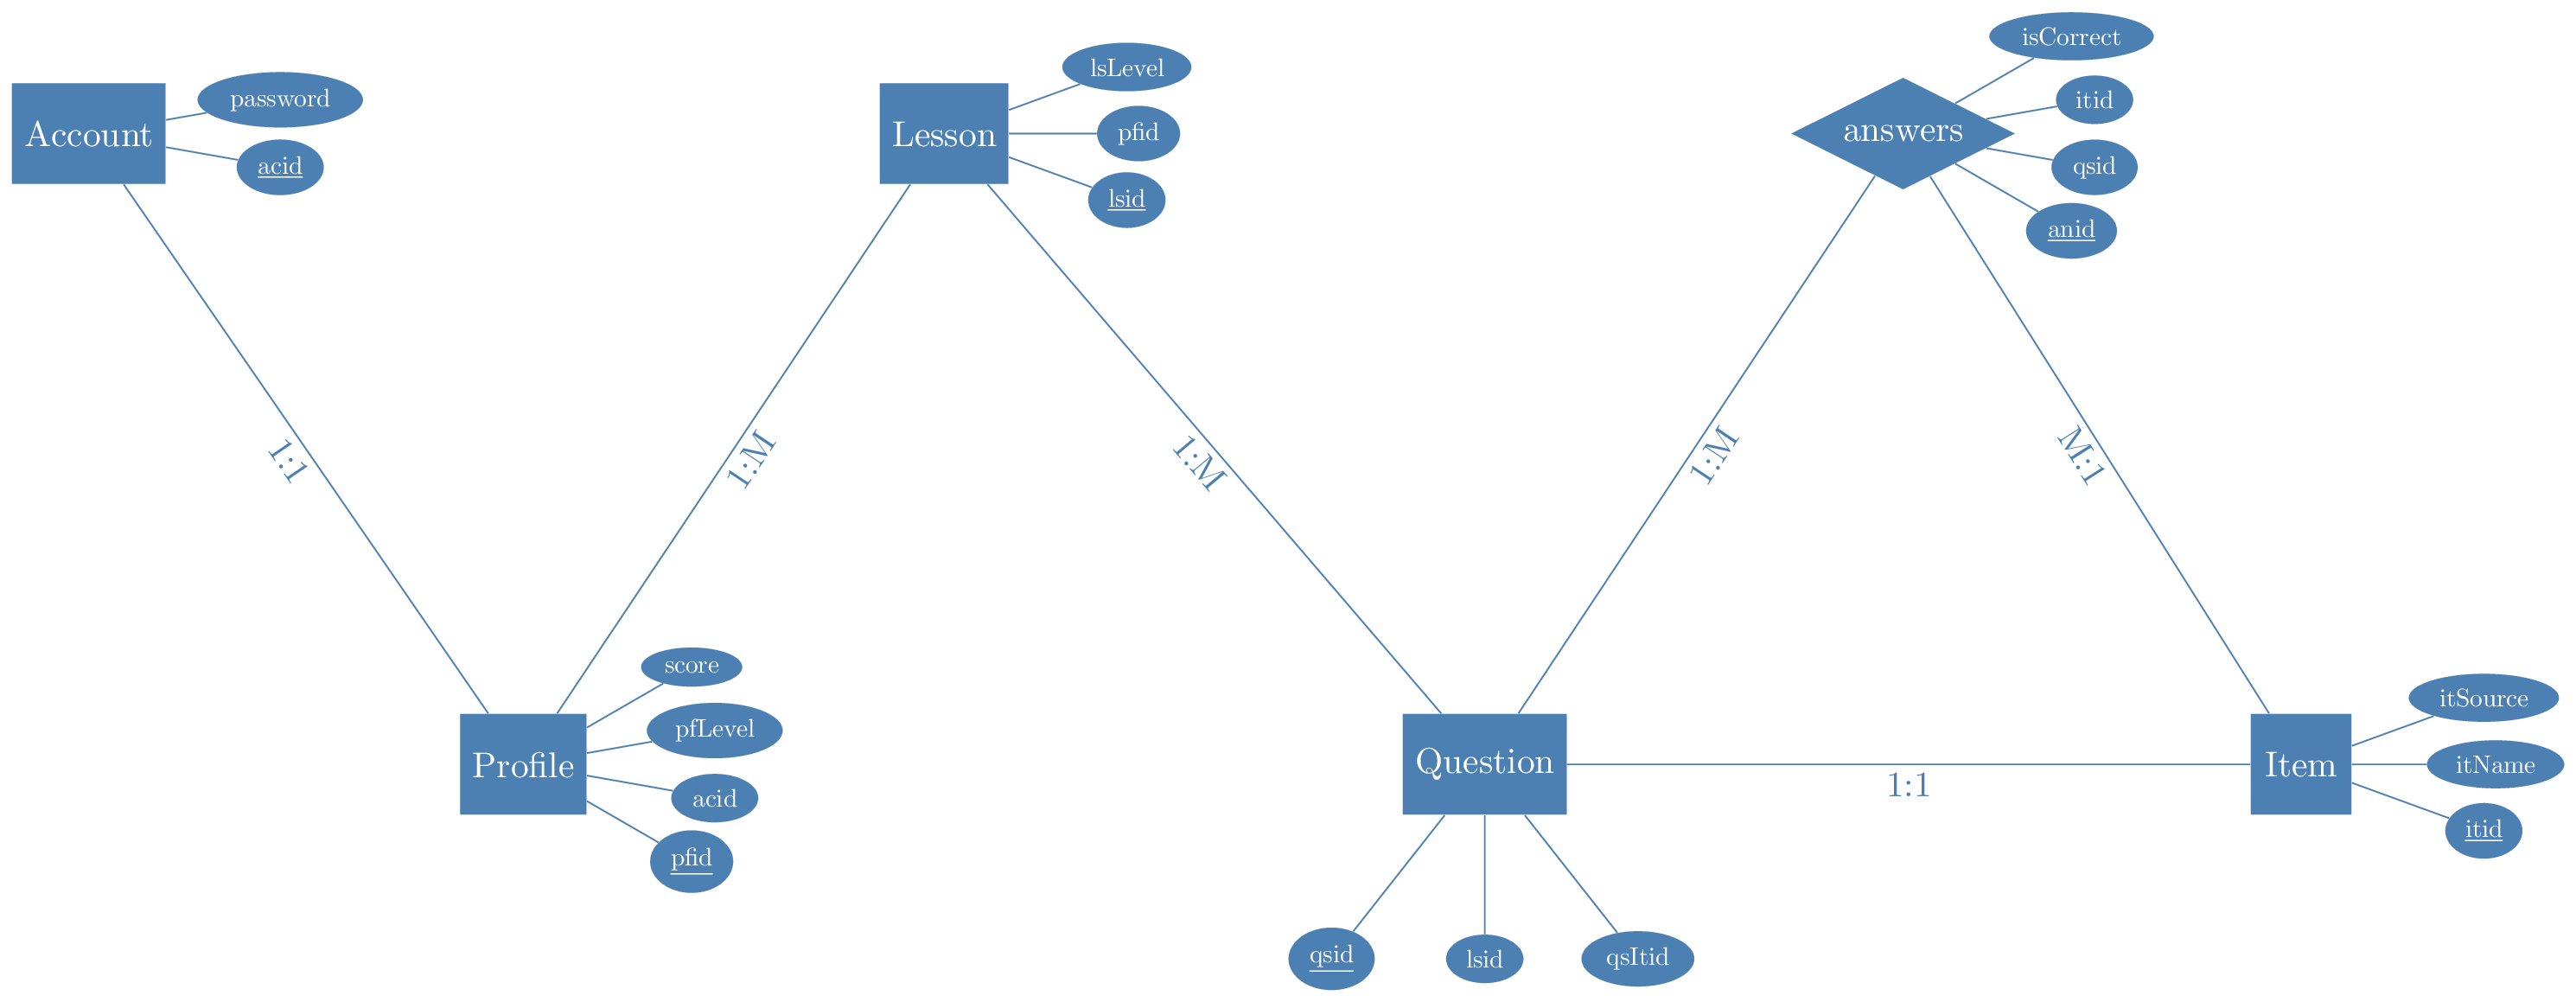 isCorrect
lsLevel
password
itid
Account
Lesson
pfid
answers
acid
qsid
lsid
anid
1:1
1:M
1:M
1:M
M:1
score
itSource
pfLevel
Profile
Question
Item
itName
1:1
acid
itid
pfid
qsid
lsid
qsItid